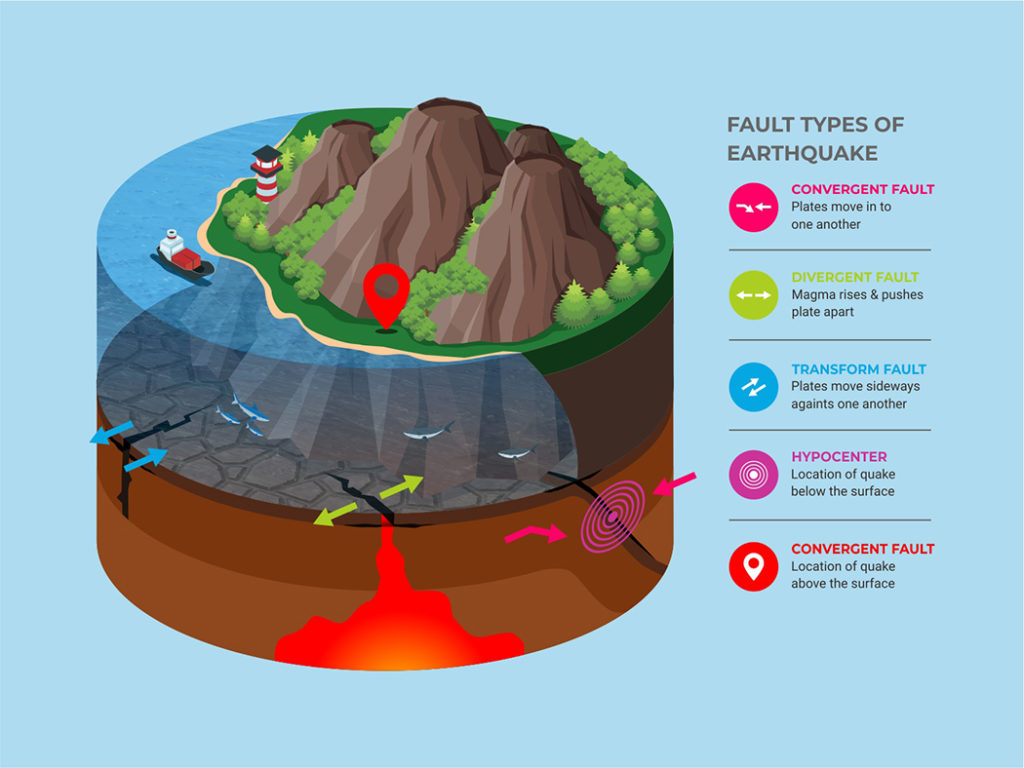 FAULT TYPES OF
EARTHQUAKE
CONVERGENT FAULT
Plates move in to
one another
DIVERGENT FAULT
Magma rises & pushes
plate apart
TRANSFORM FAULT
Plates move sideways
againts one another
HYPOCENTER
Location of quake
below the surface
CONVERGENT FAULT
Location of quake
above the surface